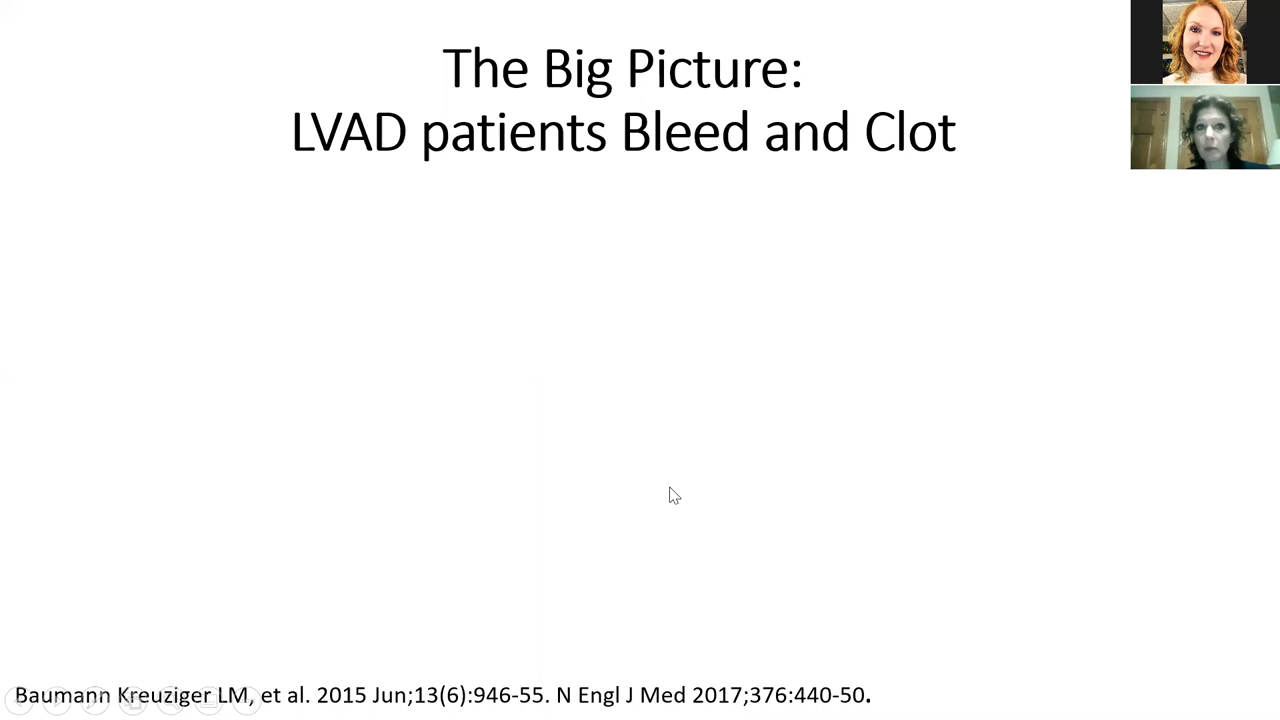 The Big Picture:
LVAD patients Bleed and Clot
Baumann Kreuziger LM, et al. 2015 Jun;13(6):946-55. N Engl J Med 2017;376:440-50.